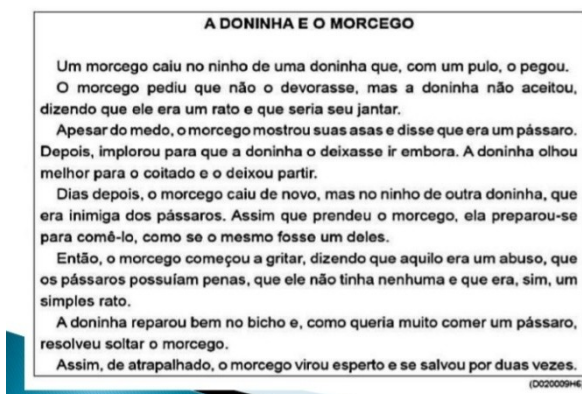 A DONINHA E O MORCEGO
Um morcego caiu no ninho de uma doninha que, com um pulo, o pegou.
O morcego pediu que não o devorasse, mas a doninha não aceitou,
dizendo que ele era um rato e que seria seu jantar.
Apesar do medo, o morcego mostrou suas asas e disse que era um pássaro.
Depois, implorou para que a doninha o deixasse ir embora. A doninha olhou
melhor para o coitado e o deixou partir.
Dias depois, o morcego caiu de novo, mas no ninho de outra doninha, que
era inimiga dos pássaros. Assim que prendeu o morcego, ela preparou-se
para comê-lo, como se o mesmo fosse um deles.
Então, o morcego começou a gritar, dizendo que aquilo era um abuso, que
os pássaros possuíam penas, que ele não tinha nenhuma e que era, sim, um
simples rato.
A doninha reparou bem no bicho e, como queria muito comer um pássaro,
resolveu soltar o morcego.
Assim, de atrapalhado, o morcego virou esperto e se salvou por duas vezes.
(D020009H6)